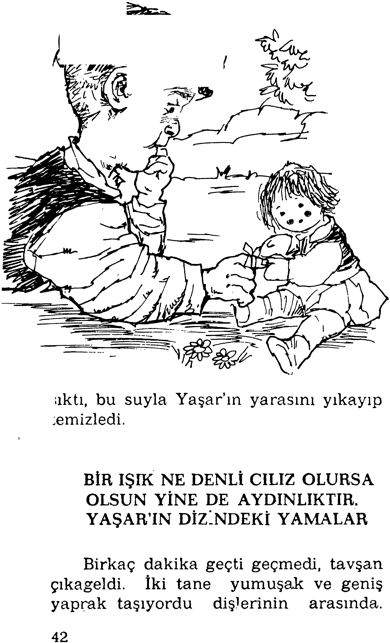 ıktı, bu suyla Yaşar'ın yarasını yıkayıp
temizledi.
BİR IŞIK NE DENLİ CILIZ OLURSA
OLSUN YİNE DE AYDINLIKTIR.
YAŞAR'IN DİZİNDEKİ YAMALAR
Birkaç dakika geçti geçmedi, tavşan
çıkageldi. İki tane yumuşak ve geniş
yaprak taşıyordu dişlerinin arasında.
42